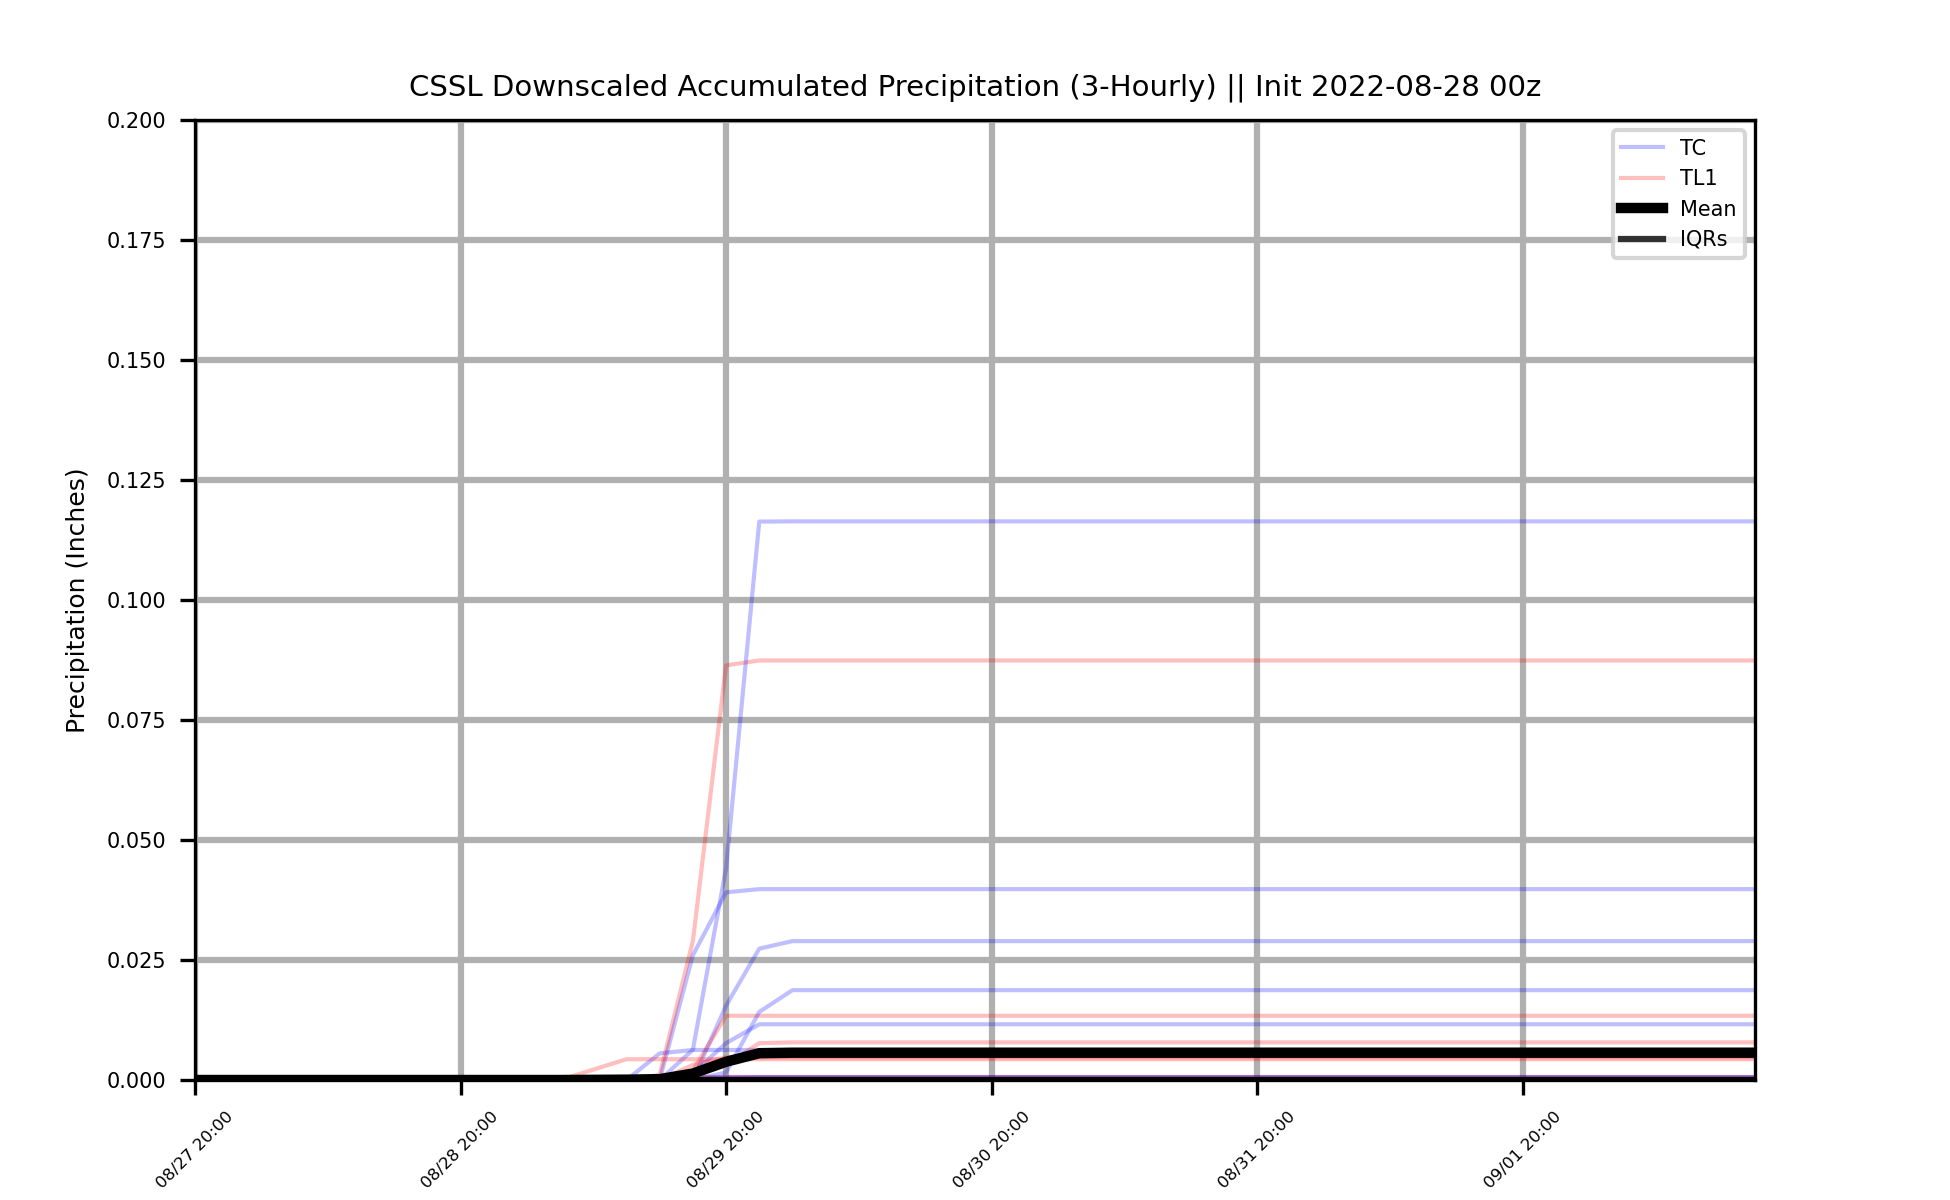 CSSL Downscaled Accumulated Precipitation (3-Hourly) || Init 2022-08-28 00z
0.200
0.175
0.150
0.125
0.100
0.075
0.050
0.025
0.000
Precipitation (Inches)
TC
TL1
Mean
IQRs
08/27 20:00
08/28 20:00
08/29 20:00
08/30 20:00
08/31 20:00
09/01 20:00